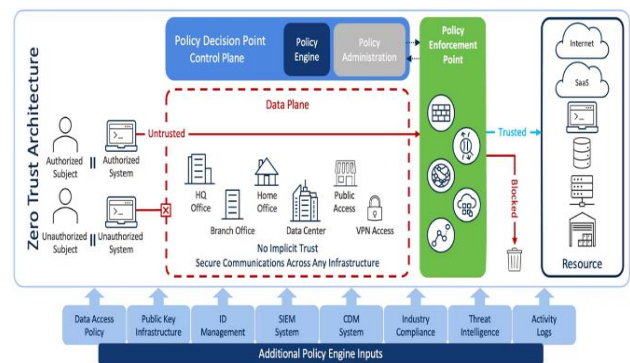 Zero Trust Architecture
Policy Decision Point
Control Plane
Policy
Engine
Policy
Administration
Policy
Enforcement
Point
Internet
SaaS
Data Plane
Untrusted
Trusted
Authorized
Subject
Authorized
System
Unauthorized
Subject
Unauthorized
System
HQ
Office
Branch Office
Home
Office
Data Center
Public
Access
VPN Access
No Implicit Trust
Secure Communications Across Any Infrastructure
Blocked
Resource
Data Access
Policy
Public Key
Infrastructure
ID
Management
SIEM
System
CDM
System
Industry
Compliance
Threat
Intelligence
Activity
Logs
Additional Policy Engine Inputs